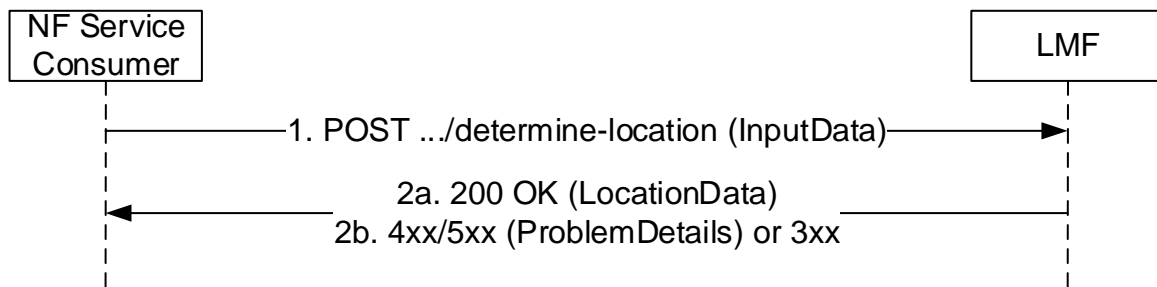 NF Service
Consumer
LMF
1. POST .../determine-location (InputData)
2a. 200 OK (LocationData)
2b. 4xx/5xx (ProblemDetails) or 3xx